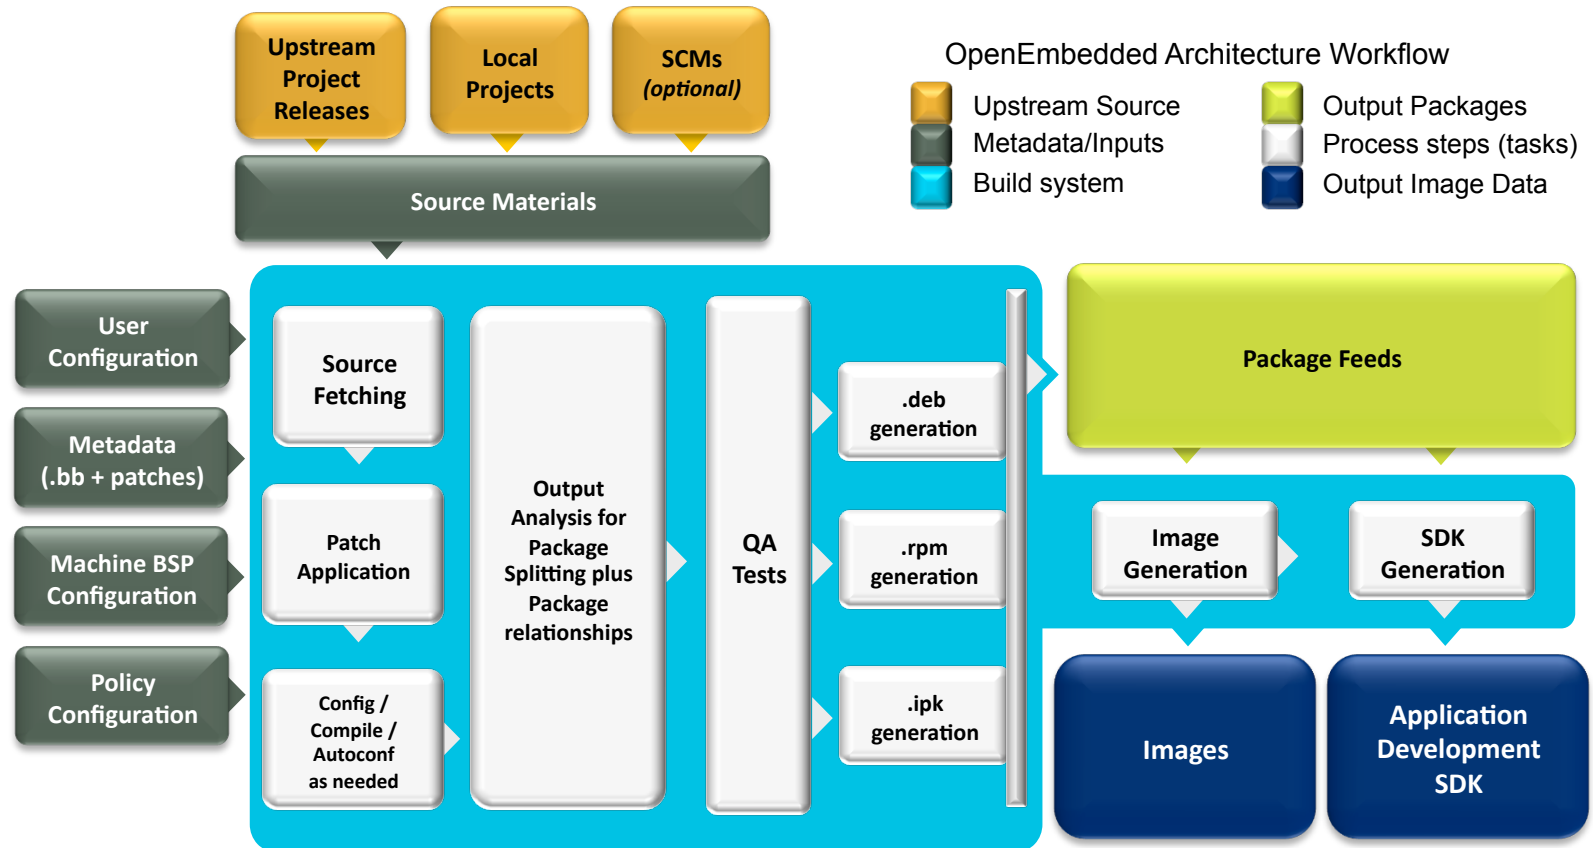 Upstream
Project
Releases
Local
Projects
SCMs
(optional)
OpenEmbedded Architecture Workflow
Upstream Source
Metadata/Inputs
Build system
Output Packages
Process steps (tasks)
Output Image Data
Source Materials
User
Configuration
Metadata
(.bb + patches)
Machine BSP
Configuration
Policy
Configuration
Source
Fetching
Patch
Application
Config /
Compile /
Autoconf
as needed
Output
Analysis for
Package
Splitting plus
Package
relationships
QA
Tests
.deb
generation
.rpm
generation
.ipk
generation
Package Feeds
Image
Generation
SDK
Generation
Images
Application
Development
SDK